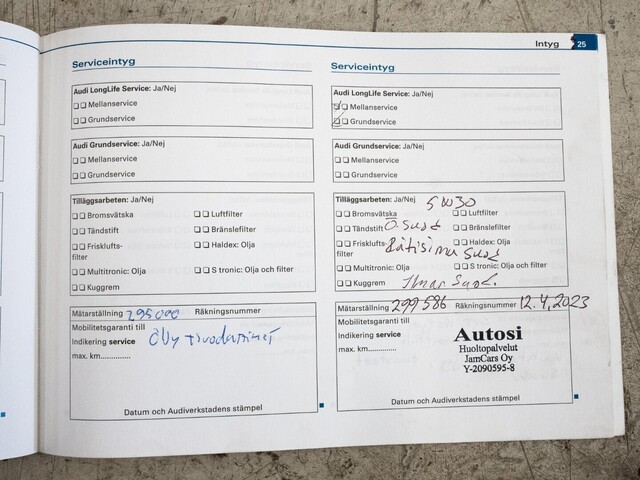 Intyg 25
Serviceintyg
Audi LongLife Service: Ja/Nej
Mellanservice
Grundservice
Audi Grundservice: Ja/Nej
Mellanservice
Grundservice
Tilläggsarbeten: Ja/Nej
Bromsvätska Luftfilter
Tändstift Bränslefilter
Frisklufts- Haldex: Olja
filter
Multitronic: Olja S tronic: Olja och filter
Kuggrem
Mätarställning 295000 Räkningsnummer
Mobilitetsgaranti till
Indikering service Öljy
max. km..............
Datum och Audiverkstadens stämpel
Serviceintyg
Audi LongLife Service: Ja/Nej
Mellanservice
Grundservice
Audi Grundservice: Ja/Nej
Mellanservice
Grundservice
Tilläggsarbeten: Ja/Nej 5W30
Bromsvätska Luftfilter
Tändstift Ö. Suod Bränslefilter
Frisklufts- Suod Haldex: Olja
filter
Multitronic: Olja S tronic: Olja och filter
Kuggrem Ilman Suod.
Mätarställning 299586 Räkningsnummer 12.4.2023
Mobilitetsgaranti till
Indikering service
max. km..............
Autosi
Huoltopalvelut
JamCars Oy
Y-2090595-8
Datum och Audiverkstadens stämpel